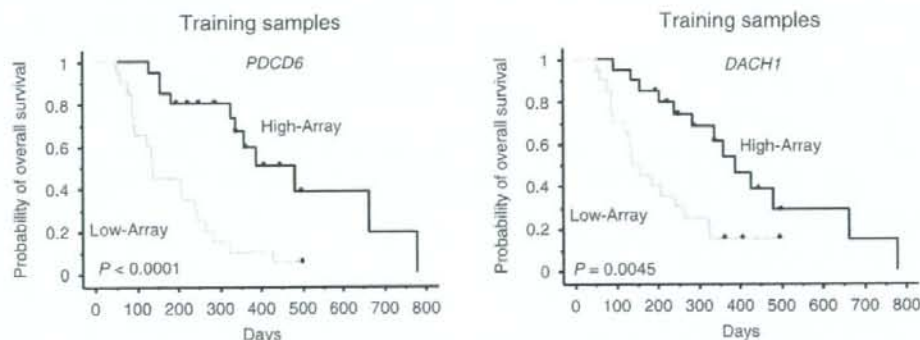 Training samples
PDCD6
Probability of overall survival
1
0.8
0.6
0.4
0.2
0
High-Array
Low-Array
P < 0.0001
0 100 200 300 400 500 600 700 800
Days
Training samples
DACH1
Probability of overall survival
1
0.8
0.6
0.4
0.2
0
High-Array
Low-Array
P = 0.0045
0 100 200 300 400 500 600 700 800
Days